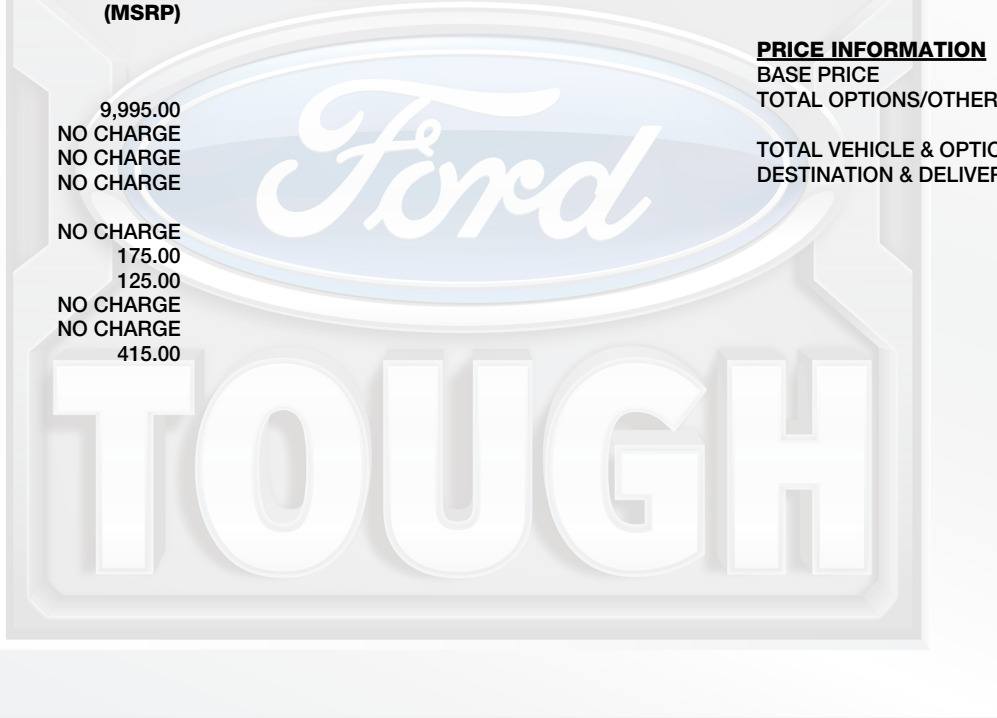 (MSRP)
9,995.00
NO CHARGE
NO CHARGE
NO CHARGE
NO CHARGE
175.00
125.00
NO CHARGE
NO CHARGE
415.00
PRICE INFORMATION
BASE PRICE
TOTAL OPTIONS/OTHER
TOTAL VEHICLE & OPTIO
DESTINATION & DELIVER
Ford
TOUGH